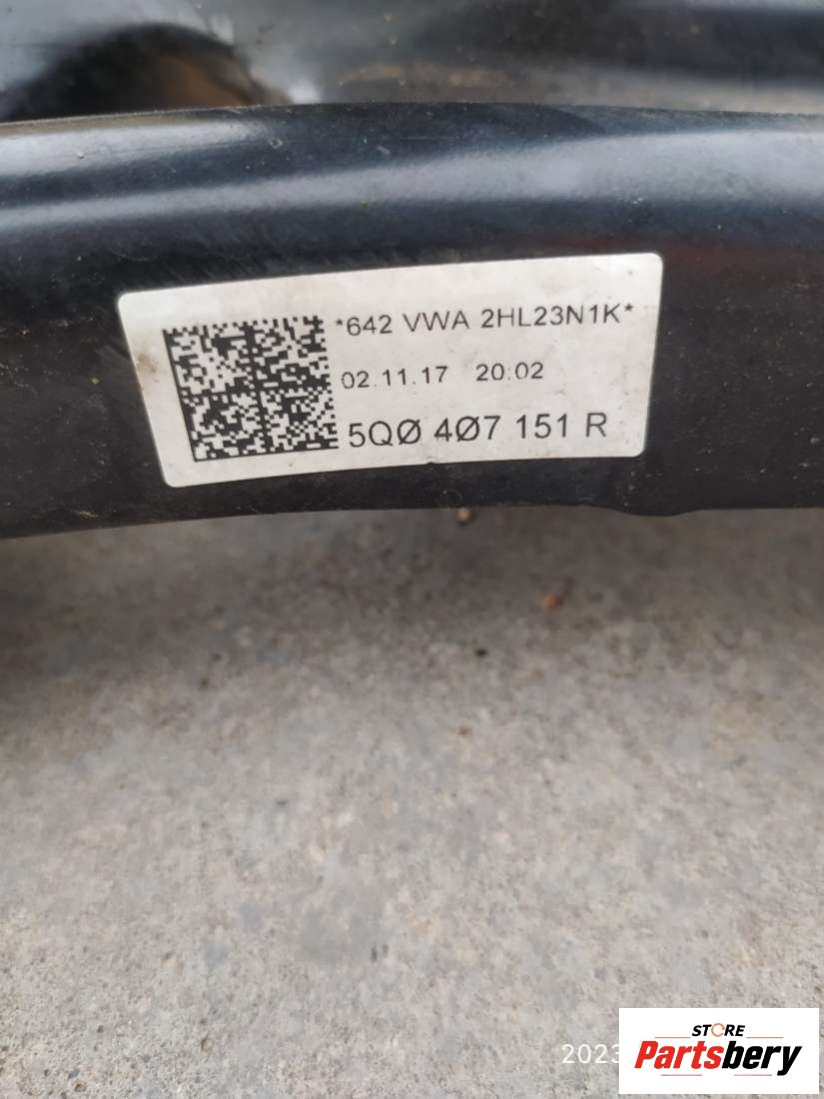 *642 VWA 2HL23N1K*
02.11.17 20:02
5QØ 4Ø7 151 R
2023
STORE
Partsbery